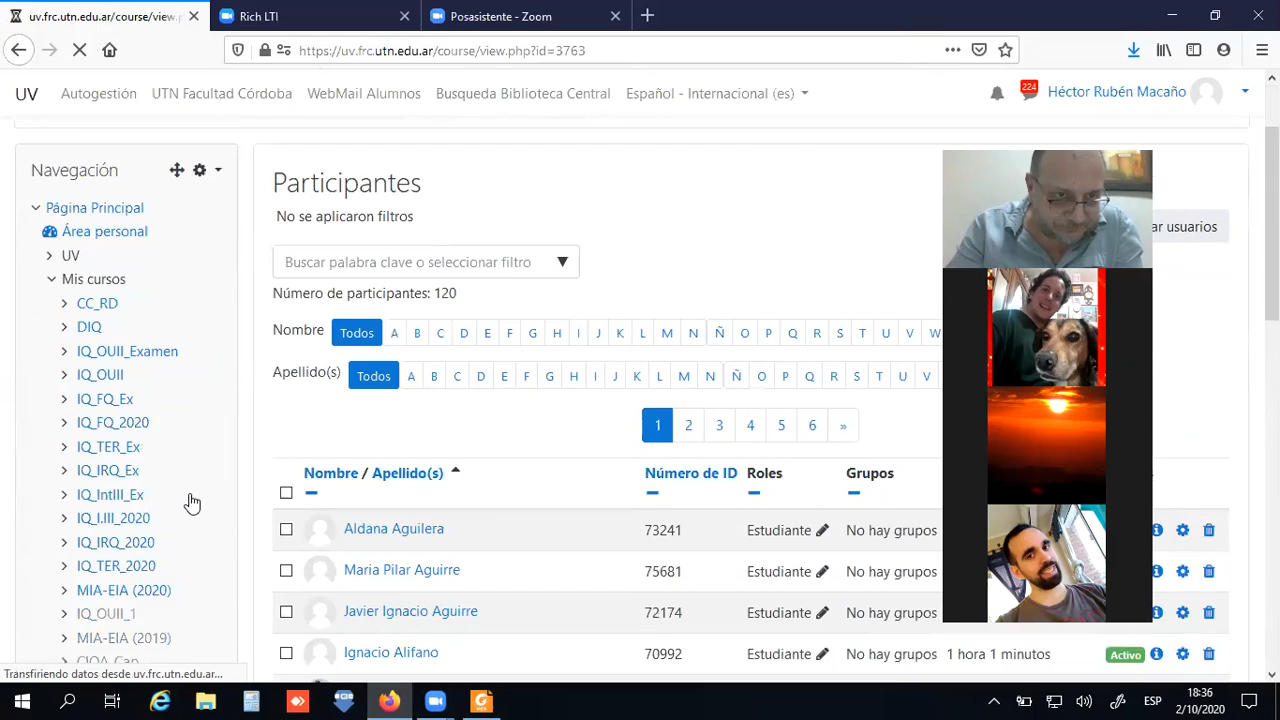 uv.frc.utn.edu.ar/course/view.p
Rich LTI
Posasistente - Zoom
https://uv.frc.utn.edu.ar/course/view.php?id=3763
UV
Autogestión
UTN Facultad Córdoba
WebMail Alumnos
Busqueda Biblioteca Central
Español - Internacional (es)
224
Héctor Rubén Macaño
Navegación
Página Principal
Área personal
UV
Mis cursos
CC_RD
DIQ
IQ_OUII_Examen
IQ_OUII
IQ_FQ_Ex
IQ_FQ_2020
IQ_TER_Ex
IQ_IRQ_Ex
IQ_IntIII_Ex
IQ_I.III_2020
IQ_IRQ_2020
IQ_TER_2020
MIA-EIA (2020)
IQ_OUII_1
MIA-EIA (2019)
CIQA_Cap
Transfiriendo datos desde uv.frc.utn.edu.ar...
Participantes
No se aplicaron filtros
ar usuarios
Buscar palabra clave o seleccionar filtro
Número de participantes: 120
Nombre Todos A B C D E F G H I J K L M N Ñ O P Q R S T U V W
Apellido(s) Todos A B C D E F G H I J K L M N Ñ O P Q R S T U V
1 2 3 4 5 6 »
Nombre / Apellido(s) Número de ID Roles Grupos
Aldana Aguilera 73241 Estudiante No hay grupos
Maria Pilar Aguirre 75681 Estudiante No hay grupos
Javier Ignacio Aguirre 72174 Estudiante No hay grupos
Ignacio Alifano 70992 Estudiante No hay grupos 1 hora 1 minutos Activo
ESP
18:36
2/10/2020